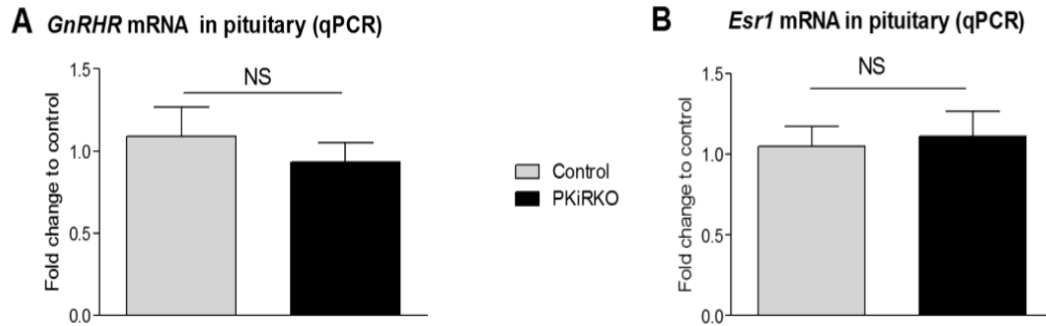 A GnRHR mRNA in pituitary (qPCR)
Fold change to control
1.5
1.0
0.5
0.0
NS
Control
PKiRKO
B Esr1 mRNA in pituitary (qPCR)
Fold change to control
1.5
1.0
0.5
0.0
NS